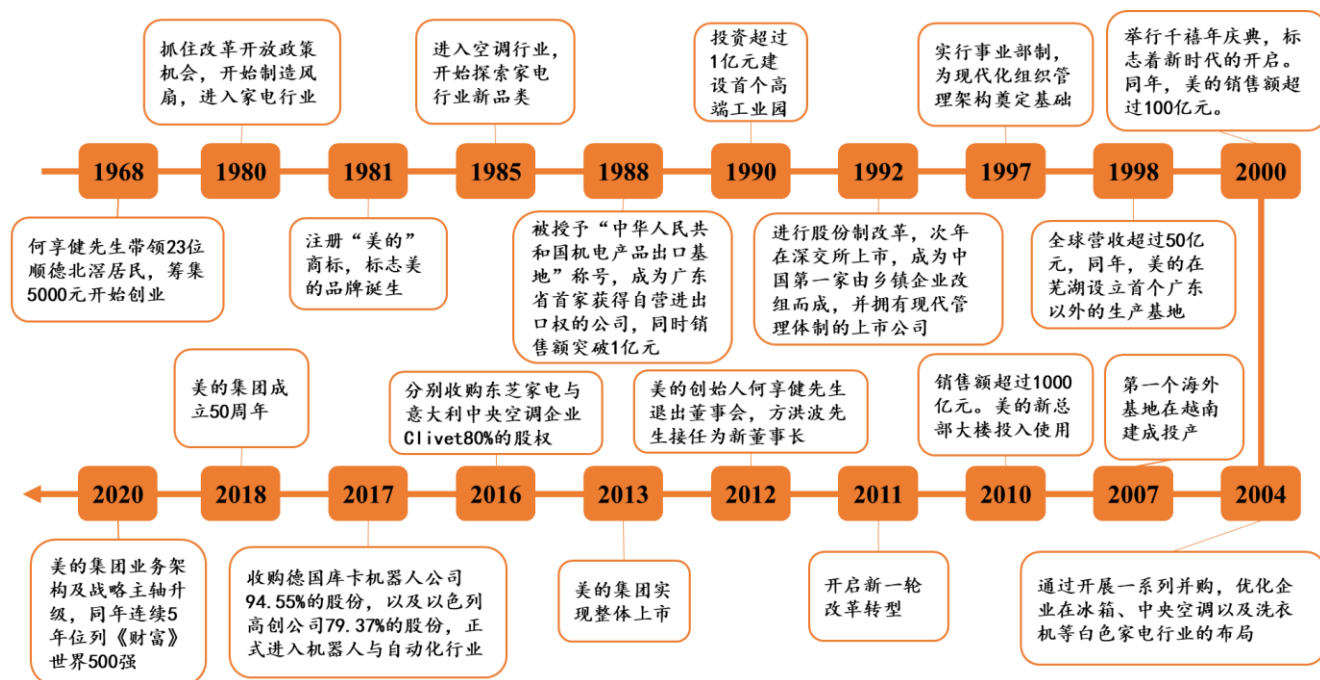 抓住改革开放政策
机会，开始制造风
扇，进入家电行业
进入空调行业，
开始探索家电
行业新品类
投资超过
1亿元建
设首个高
端工业园
实行事业部制，
为现代化组织管
理架构奠定基础
举行千禧年庆典，标
志着新时代的开启。
同年，美的销售额超
过100亿元。
1968
1980
1981
1985
1988
1990
1992
1997
1998
2000
何享健先生带领23位
顺德北滘居民，筹集
5000元开始创业
注册“美的”
商标，标志美
的品牌诞生
被授予“中华人民共
和国机电产品出口基
地”称号，成为广东
省首家获得自营进出
口权的公司，同时销
售额突破1亿元
进行股份制改革，次年
在深交所上市，成为中
国第一家由乡镇企业改
组而成，并拥有现代管
理体制的上市公司
全球营收超过50亿
元，同年，美的在
芜湖设立首个广东
以外的生产基地
美的集团成
立50周年
分别收购东芝家电与
意大利中央空调企业
Clivet80%的股权
美的创始人何享健先生
退出董事会，方洪波先
生接任为新董事长
销售额超过1000
亿元。美的新总
部大楼投入使用
第一个海外
基地在越南
建成投产
2020
2018
2017
2016
2013
2012
2011
2010
2007
2004
美的集团业务架
构及战略主轴升
级，同年连续5
年位列《财富》
世界500强
收购德国库卡机器人公司
94.55%的股份，以及以色列
高创公司79.37%的股份，正
式进入机器人与自动化行业
美的集团实
现整体上市
开启新一轮
改革转型
通过开展一系列并购，优化企
业在冰箱、中央空调以及洗衣
机等白色家电行业的布局